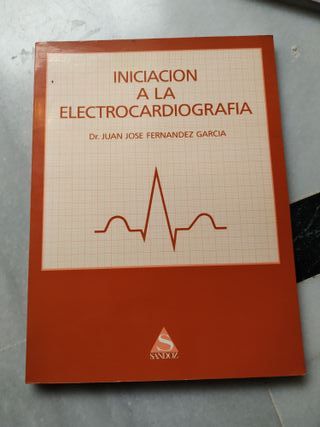 INICIACION
A LA
ELECTROCARDIOGRAFIA
Dr. JUAN JOSE FERNANDEZ GARCIA
S
SANDOZ